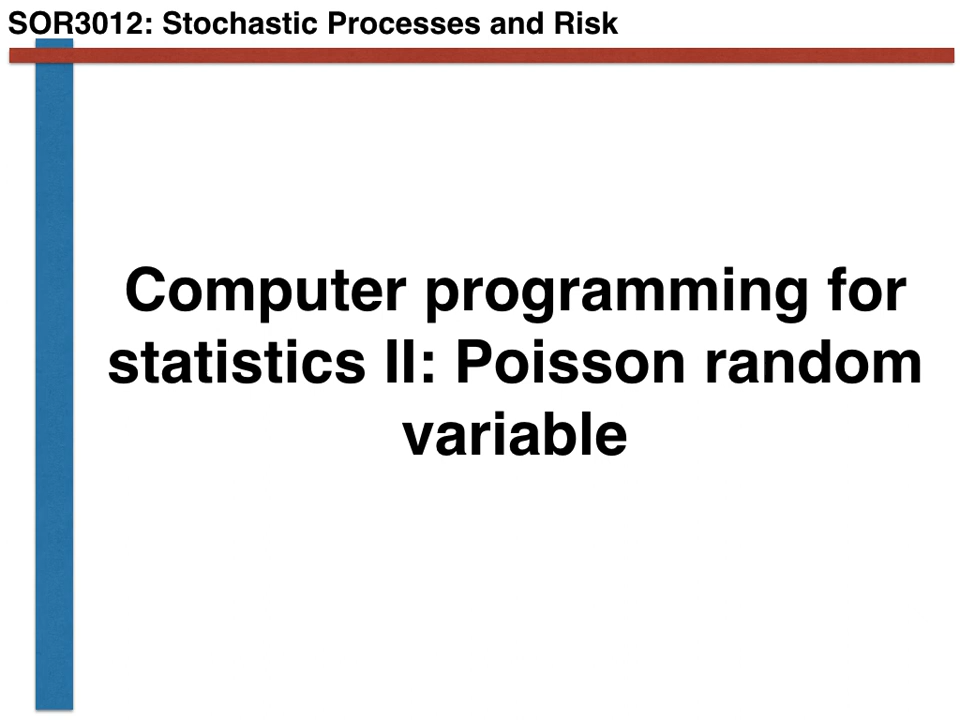 SOR3012: Stochastic Processes and Risk
Computer programming for
statistics II: Poisson random
variable